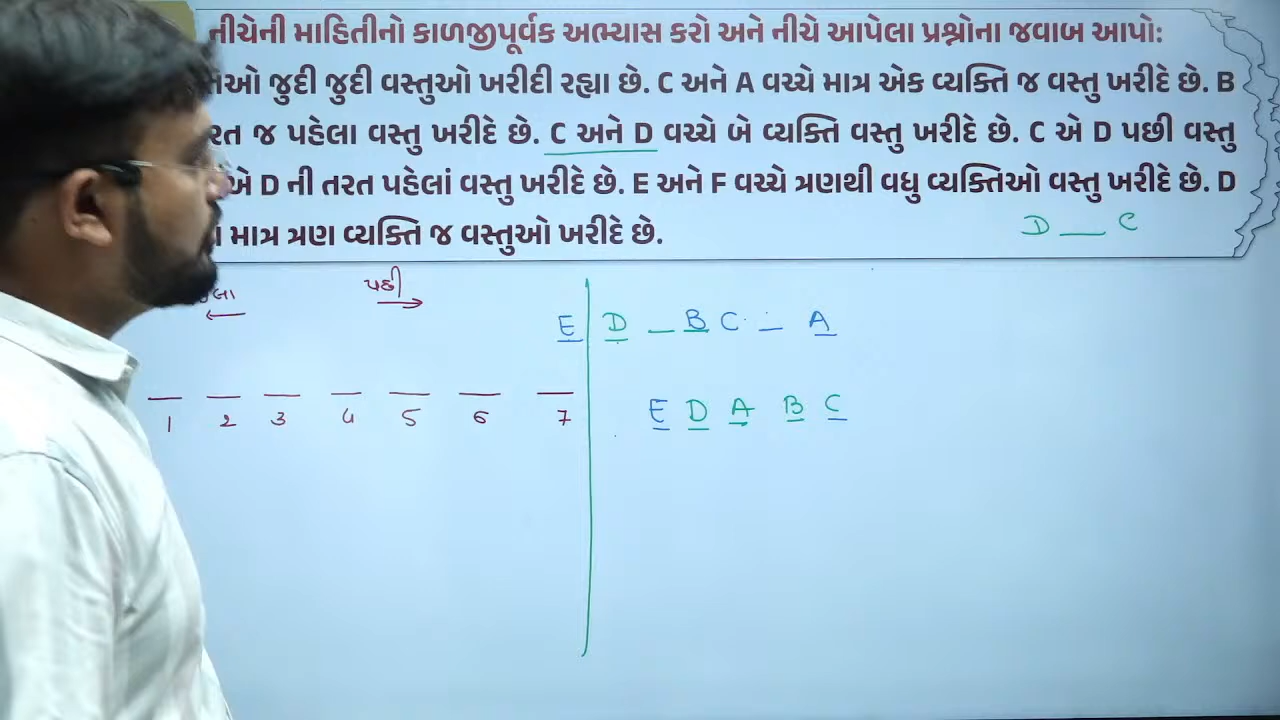 નીચેની માહિતીનો કાળજીપૂર્વક અભ્યાસ કરો અને નીચે આપેલા પ્રશ્નોના જવાબ આપો:
જુદી જુદી વસ્તુઓ ખરીદી રહ્યા છે. C અને A વચ્ચે માત્ર એક વ્યક્તિ જ વસ્તુ ખરીદે છે. B
જ પહેલા વસ્તુ ખરીદે છે. C અને D વચ્ચે બે વ્યક્તિ વસ્તુ ખરીદે છે. C એ D પછી વસ્તુ
એ D ની તરત પહેલાં વસ્તુ ખરીદે છે. E અને F વચ્ચે ત્રણથી વધુ વ્યક્તિઓ વસ્તુ ખરીદે છે. D
માત્ર ત્રણ વ્યક્તિ જ વસ્તુઓ ખરીદે છે.
D __ C
પછી
E D _ B C _ A
1 2 3 4 5 6 7
E D A B C